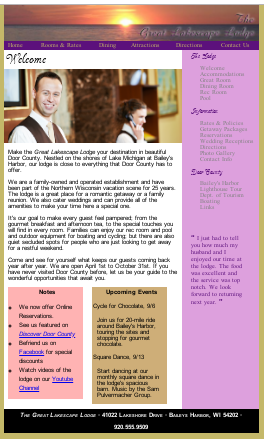 The
Great Lakescape Lodge
Home Rooms & Rates Dining Attractions Directions Contact Us
Welcome
Make the Great Lakescape Lodge your destination in beautiful
Door County. Nestled on the shores of Lake Michigan at Bailey's
Harbor, our lodge is close to everything that Door County has to
offer.
We are a family-owned and operated establishment and have
been part of the Northern Wisconsin vacation scene for 25 years.
The lodge is a great place for a romantic getaway or a family
reunion. We also cater weddings and can provide all of the
amenities to make your time here a special one.
It's our goal to make every guest feel pampered; from the
gourmet breakfast and afternoon tea, to the special touches you
will find in every room. Families can enjoy our rec room and pool
and outdoor equipment for boating and cycling; but there are also
quiet secluded spots for people who are just looking to get away
for a restful weekend.
Come and see for yourself what keeps our guests coming back
year after year. We are open April 1st to October 31st. If you
have never visited Door County before, let us be your guide to the
wonderful opportunities that await you.
Notes:
We now offer Online
Reservations.
See us featured on
Discover Door County
Befriend us on
Facebook for special
discounts
Watch videos of the
lodge on our Youtube
Channel
Upcoming Events
Cycle for Chocolate, 9/6
Join us for 20-mile ride
around Bailey's Harbor,
touring the sites and
stopping for gourmet
chocolate.
Square Dance, 9/13
Start dancing at our
monthly square dance in
the lodge's spacious
barn. Music by the Sam
Pulvermacher Group.
The Lodge
Welcome
Accommodations
Great Room
Dining Room
Rec Room
Pool
Information
Rates & Policies
Getaway Packages
Reservations
Wedding Receptions
Directions
Photo Gallery
Contact Info
Door County
Bailey's Harbor
Lighthouse Tour
Dept. of Tourism
Boating
Links
" I just had to tell
you how much my
husband and I
enjoyed our time at
the lodge. The food
was excellent and
the service was top
notch. We look
forward to returning
next year. "
The Great Lakescape Lodge · 41022 Lakeshore Drive · Baileys Harbor, WI 54202 ·
920.555.9509